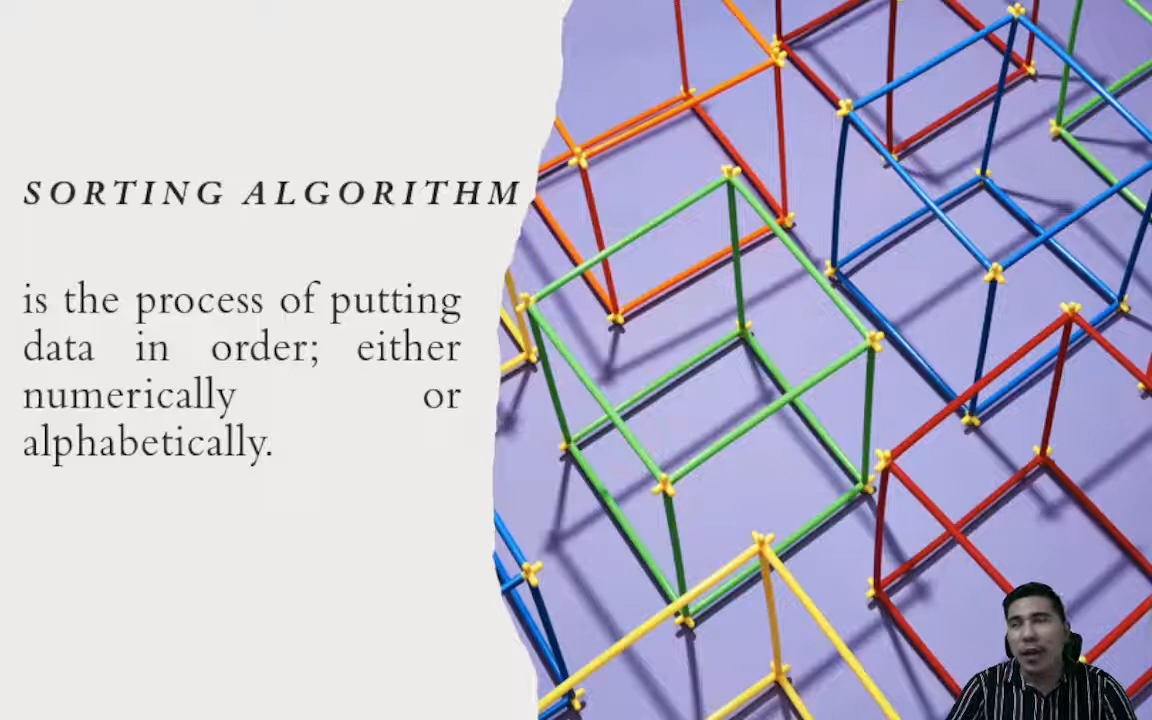 SORTING ALGORITHM
is the process of putting
data in order; either
numerically or
alphabetically.